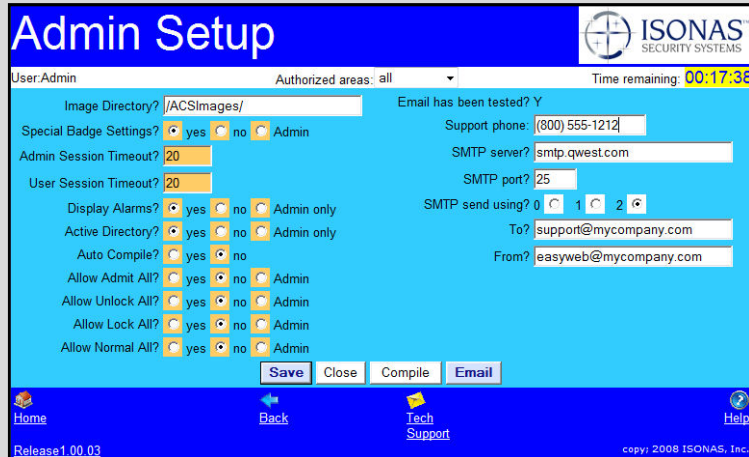 Admin Setup
ISONAS
SECURITY SYSTEMS
User:Admin Authorized areas: all Time remaining: 00:17:38
Image Directory? /ACSImages/
Special Badge Settings? yes no Admin
Admin Session Timeout? 20
User Session Timeout? 20
Display Alarms? yes no Admin only
Active Directory? yes no Admin only
Auto Compile? yes no
Allow Admit All? yes no Admin
Allow Unlock All? yes no Admin
Allow Lock All? yes no Admin
Allow Normal All? yes no Admin
Email has been tested? Y
Support phone: (800) 555-1212
SMTP server? smtp.qwest.com
SMTP port? 25
SMTP send using? 0 1 2
To? support@mycompany.com
From? easyweb@mycompany.com
Save Close Compile Email
Home Back Tech Support Help
Release1.00.03 copy; 2008 ISONAS, Inc.